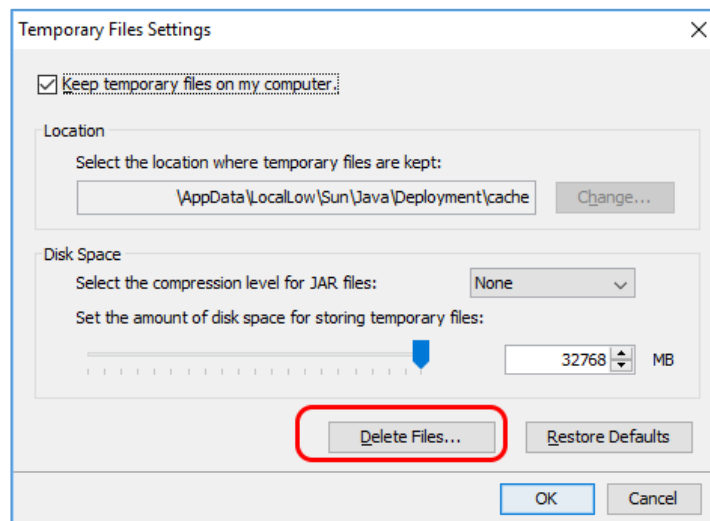 Temporary Files Settings
Keep temporary files on my computer.
Location
Select the location where temporary files are kept:
\AppData\LocalLow\Sun\Java\Deployment\cache
Change...
Disk Space
Select the compression level for JAR files:
None
Set the amount of disk space for storing temporary files:
32768 MB
Delete Files...
Restore Defaults
OK
Cancel